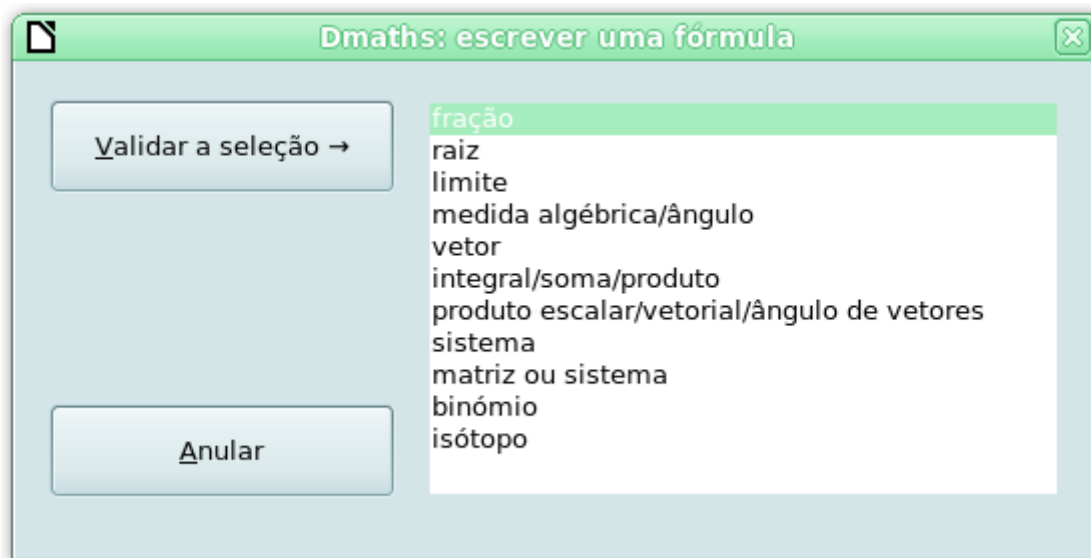 Dmaths: escrever uma fórmula
Validar a seleção →
fração
raiz
limite
medida algébrica/ângulo
vetor
integral/soma/produto
produto escalar/vetorial/ângulo de vetores
sistema
matriz ou sistema
binómio
isótopo
Anular